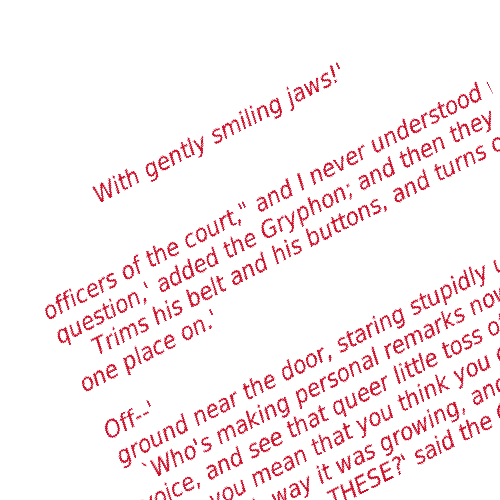 With gently smiling jaws!'
officers of the court," and I never understood
question,' added the Gryphon; and then they
Trims his belt and his buttons, and turns
one place on.'
Off--'
ground near the door, staring stupidly
`Who's making personal remarks now
voice, and see that queer little toss
you mean that you think you
way it was growing, and
THESE?' said the